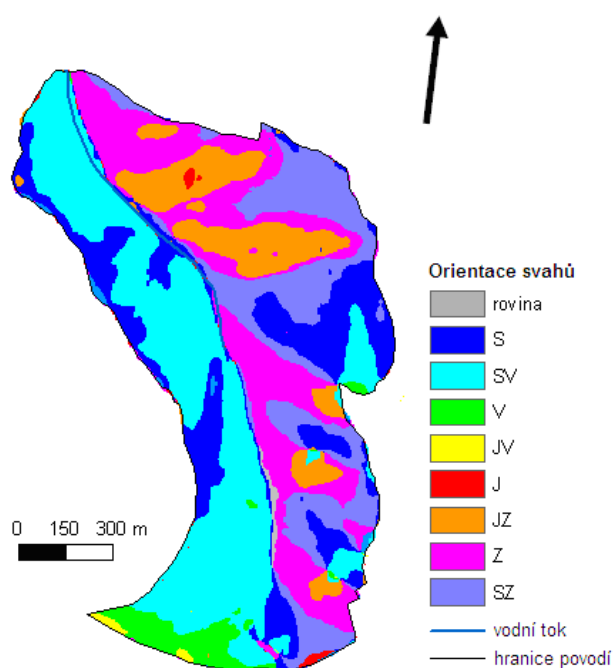 Orientace svahů
rovina
S
SV
V
JV
J
JZ
Z
SZ
vodní tok
hranice povodí
0 150 300 m